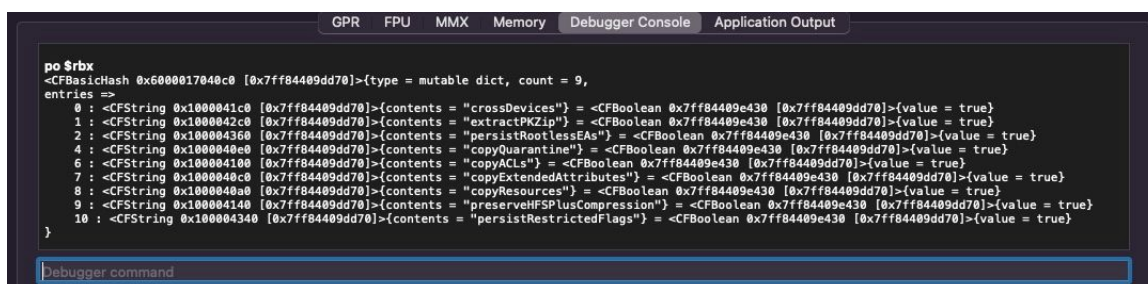 GPR FPU MMX Memory Debugger Console Application Output
po $rbx
<CFBasicHash 0x6000017040c0 [0x7ff84409dd70]>{type = mutable dict, count = 9,
entries =>
0 : <CFString 0x1000041c0 [0x7ff84409dd70]>{contents = "crossDevices"} = <CFBoolean 0x7ff84409e430 [0x7ff84409dd70]>{value = true}
1 : <CFString 0x1000042c0 [0x7ff84409dd70]>{contents = "extractPKZip"} = <CFBoolean 0x7ff84409e430 [0x7ff84409dd70]>{value = true}
2 : <CFString 0x100004360 [0x7ff84409dd70]>{contents = "persistRootlessEAs"} = <CFBoolean 0x7ff84409e430 [0x7ff84409dd70]>{value = true}
4 : <CFString 0x1000040e0 [0x7ff84409dd70]>{contents = "copyQuarantine"} = <CFBoolean 0x7ff84409e430 [0x7ff84409dd70]>{value = true}
6 : <CFString 0x100004100 [0x7ff84409dd70]>{contents = "copyACLs"} = <CFBoolean 0x7ff84409e430 [0x7ff84409dd70]>{value = true}
7 : <CFString 0x1000040c0 [0x7ff84409dd70]>{contents = "copyExtendedAttributes"} = <CFBoolean 0x7ff84409e430 [0x7ff84409dd70]>{value = true}
8 : <CFString 0x1000040a0 [0x7ff84409dd70]>{contents = "copyResources"} = <CFBoolean 0x7ff84409e430 [0x7ff84409dd70]>{value = true}
9 : <CFString 0x100004140 [0x7ff84409dd70]>{contents = "preserveHFSPlusCompression"} = <CFBoolean 0x7ff84409e430 [0x7ff84409dd70]>{value = true}
10 : <CFString 0x100004340 [0x7ff84409dd70]>{contents = "persistRestrictedFlags"} = <CFBoolean 0x7ff84409e430 [0x7ff84409dd70]>{value = true}
}
Debugger command